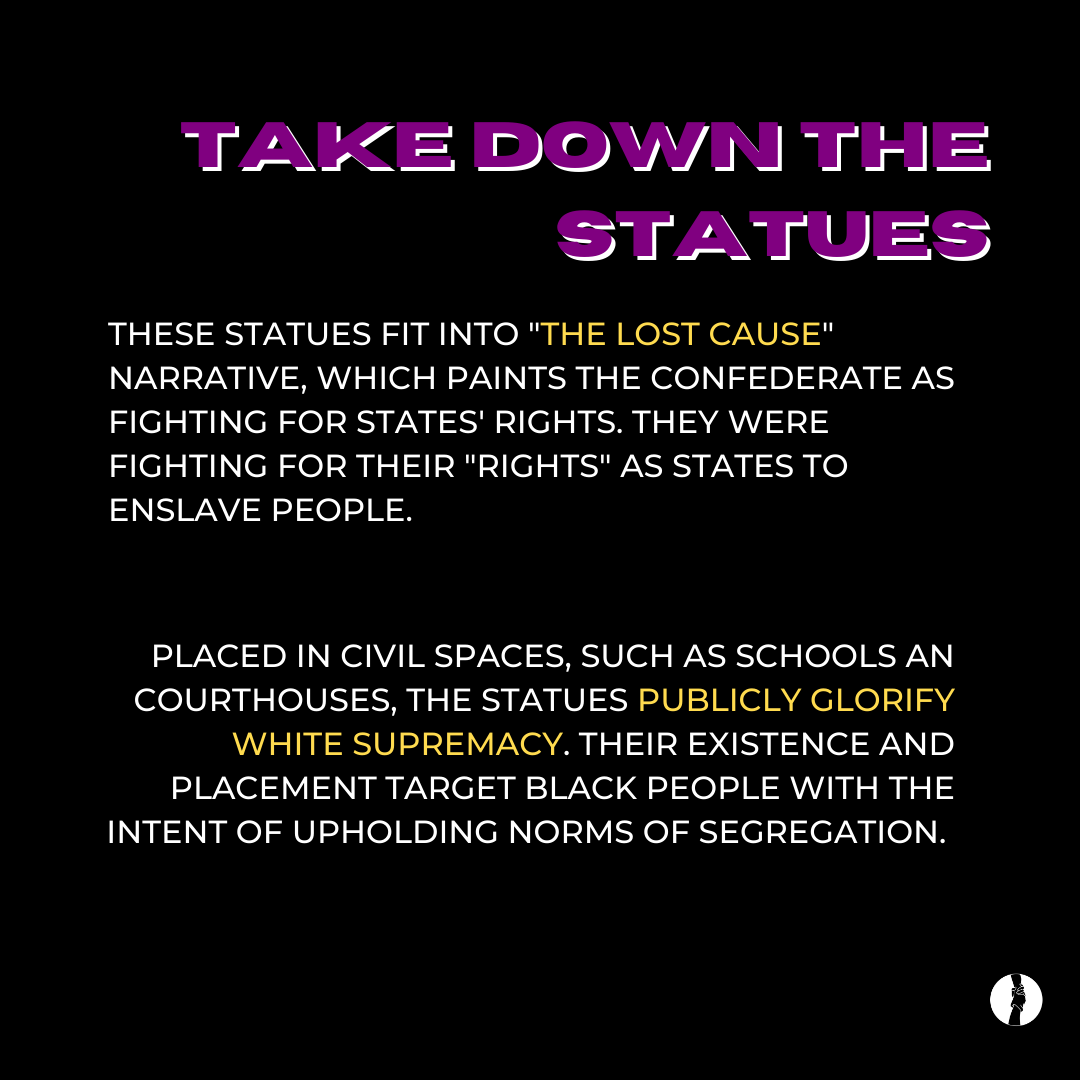 TAKE DOWN THE
STATUES
THESE STATUES FIT INTO "THE LOST CAUSE"
NARRATIVE, WHICH PAINTS THE CONFEDERATE AS
FIGHTING FOR STATES' RIGHTS. THEY WERE
FIGHTING FOR THEIR "RIGHTS" AS STATES TO
ENSLAVE PEOPLE.
PLACED IN CIVIL SPACES, SUCH AS SCHOOLS AN
COURTHOUSES, THE STATUES PUBLICLY GLORIFY
WHITE SUPREMACY. THEIR EXISTENCE AND
PLACEMENT TARGET BLACK PEOPLE WITH THE
INTENT OF UPHOLDING NORMS OF SEGREGATION.